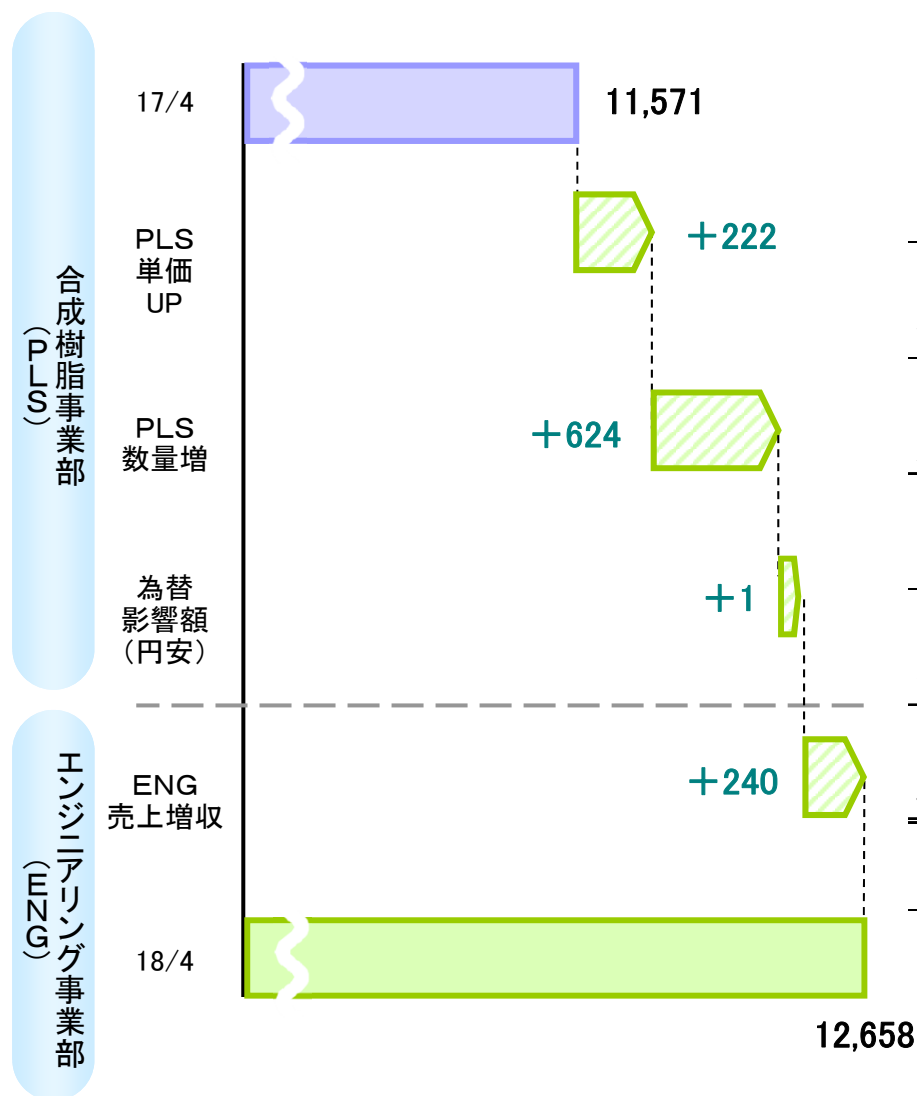 合成樹脂事業部
（ＰＬＳ）
17/4
11,571
ＰＬＳ
単価
UP
＋222
ＰＬＳ
数量増
＋624
為替
影響額
（円安）
＋1
エンジニアリング事業部
（ＥＮＧ）
ＥＮＧ
売上増収
＋240
18/4
12,658